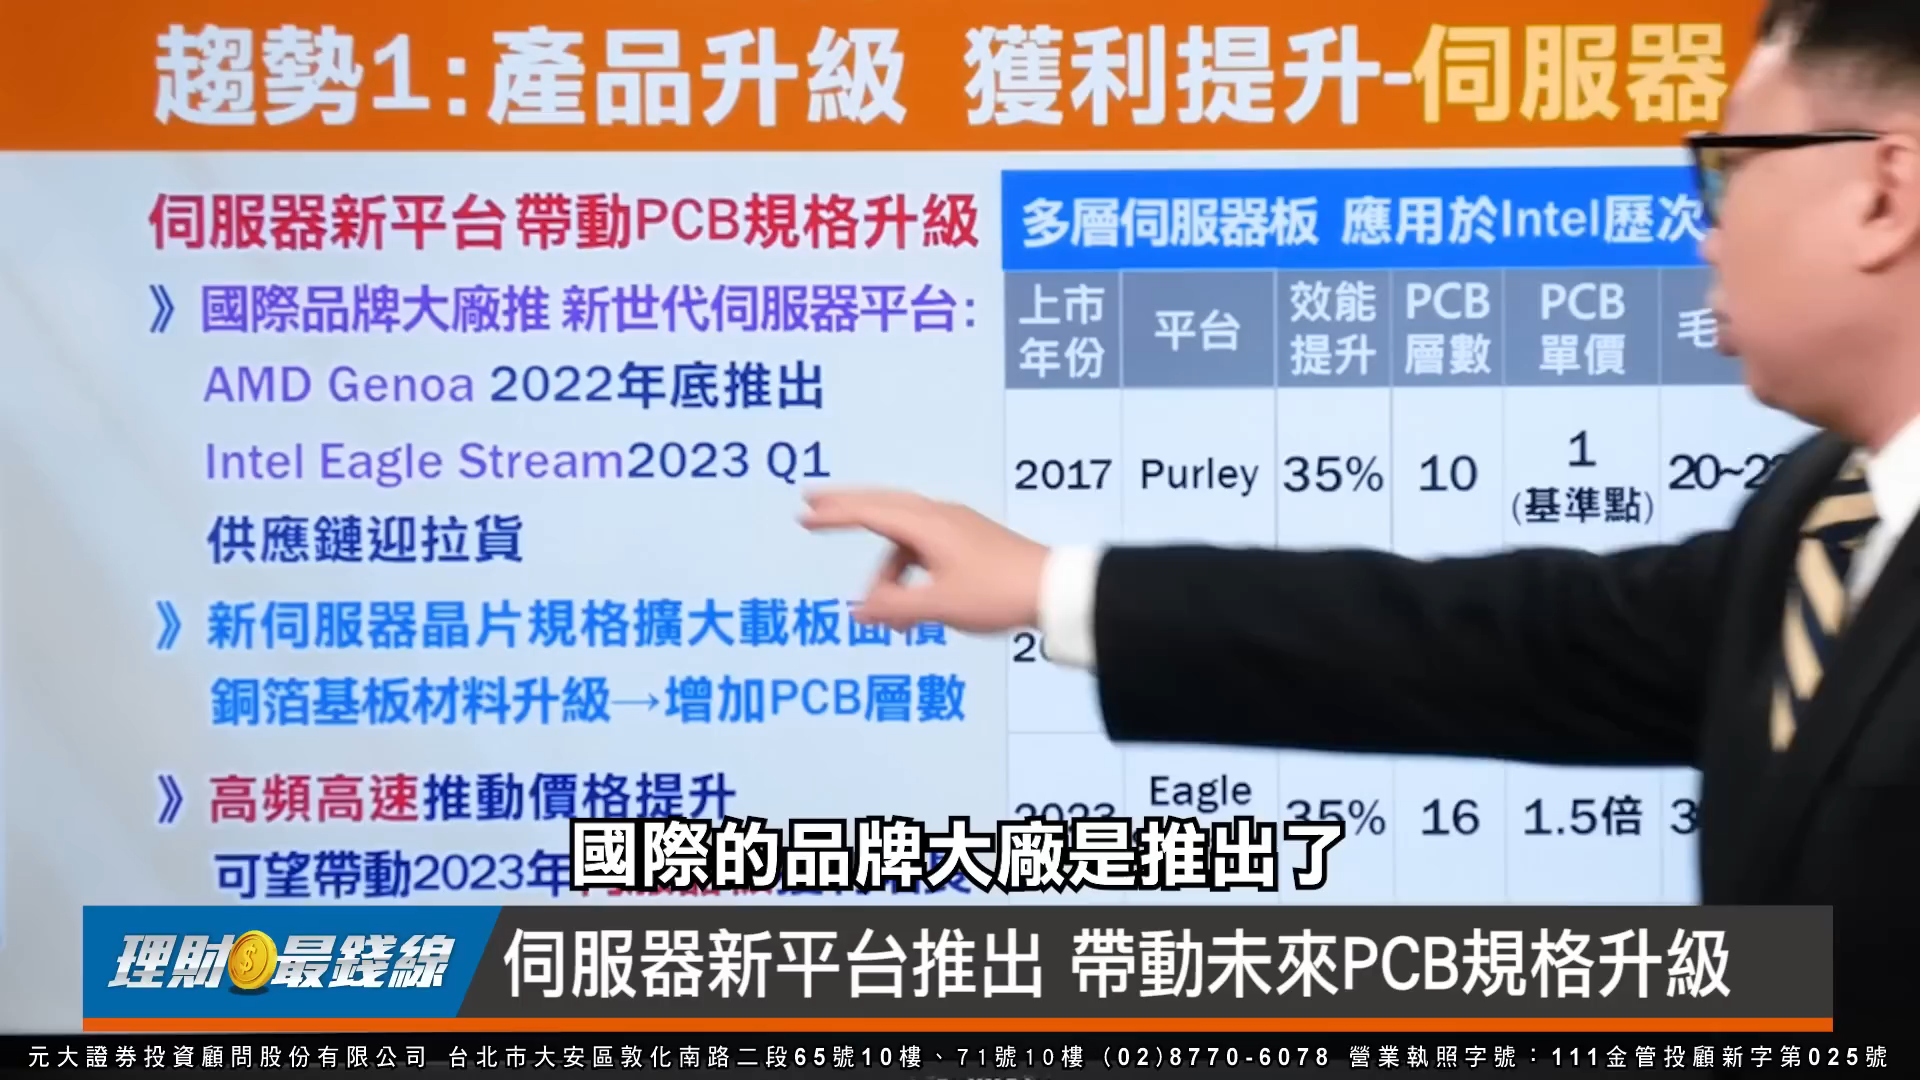 趨勢1:產品升級 獲利提升-伺服器
伺服器新平台帶動PCB規格升級
》國際品牌大廠推 新世代伺服器平台:
AMD Genoa 2022年底推出
Intel Eagle Stream2023 Q1
供應鏈迎拉貨
》新伺服器晶片規格擴大載板面積
銅箔基板材料升級→增加PCB層數
》高頻高速推動價格提升
可望帶動2023年
多層伺服器板 應用於Intel歷次
上市年份 平台 效能提升 PCB層數 PCB單價 毛
2017 Purley 35% 10 1 (基準點) 20~2
2023 Eagle 35% 16 1.5倍 3
國際的品牌大廠是推出了
理財最錢線
伺服器新平台推出 帶動未來PCB規格升級
元大證券投資顧問股份有限公司 台北市大安區敦化南路二段65號10樓、71號10樓 (02)8770-6078 營業執照字號：111金管投顧新字第025號